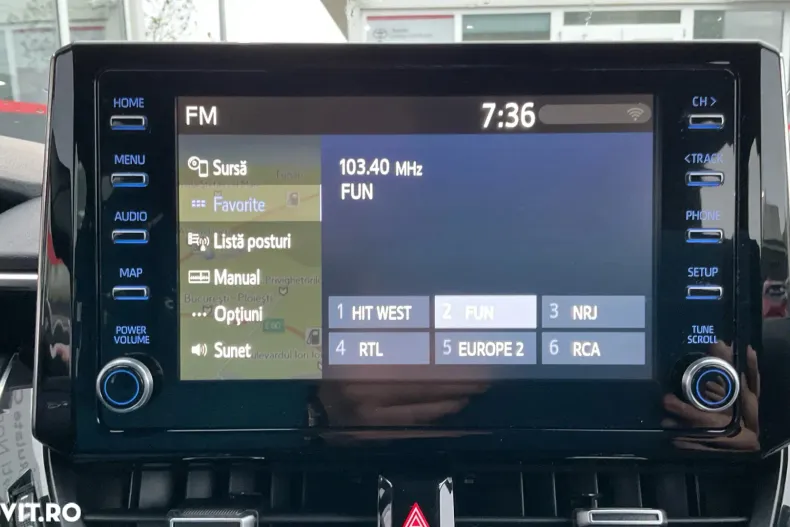 HOME
MENU
AUDIO
MAP
POWER
VOLUME
FM
7:36
Sursă
Favorite
Listă posturi
Manual
Opțiuni
Sunet
103.40 MHz
FUN
1 HIT WEST
2 FUN
3 NRJ
4 RTL
5 EUROPE 2
6 RCA
București - Ploiești
CH >
< TRACK
PHONE
SETUP
TUNE
SCROLL
VIT.RO